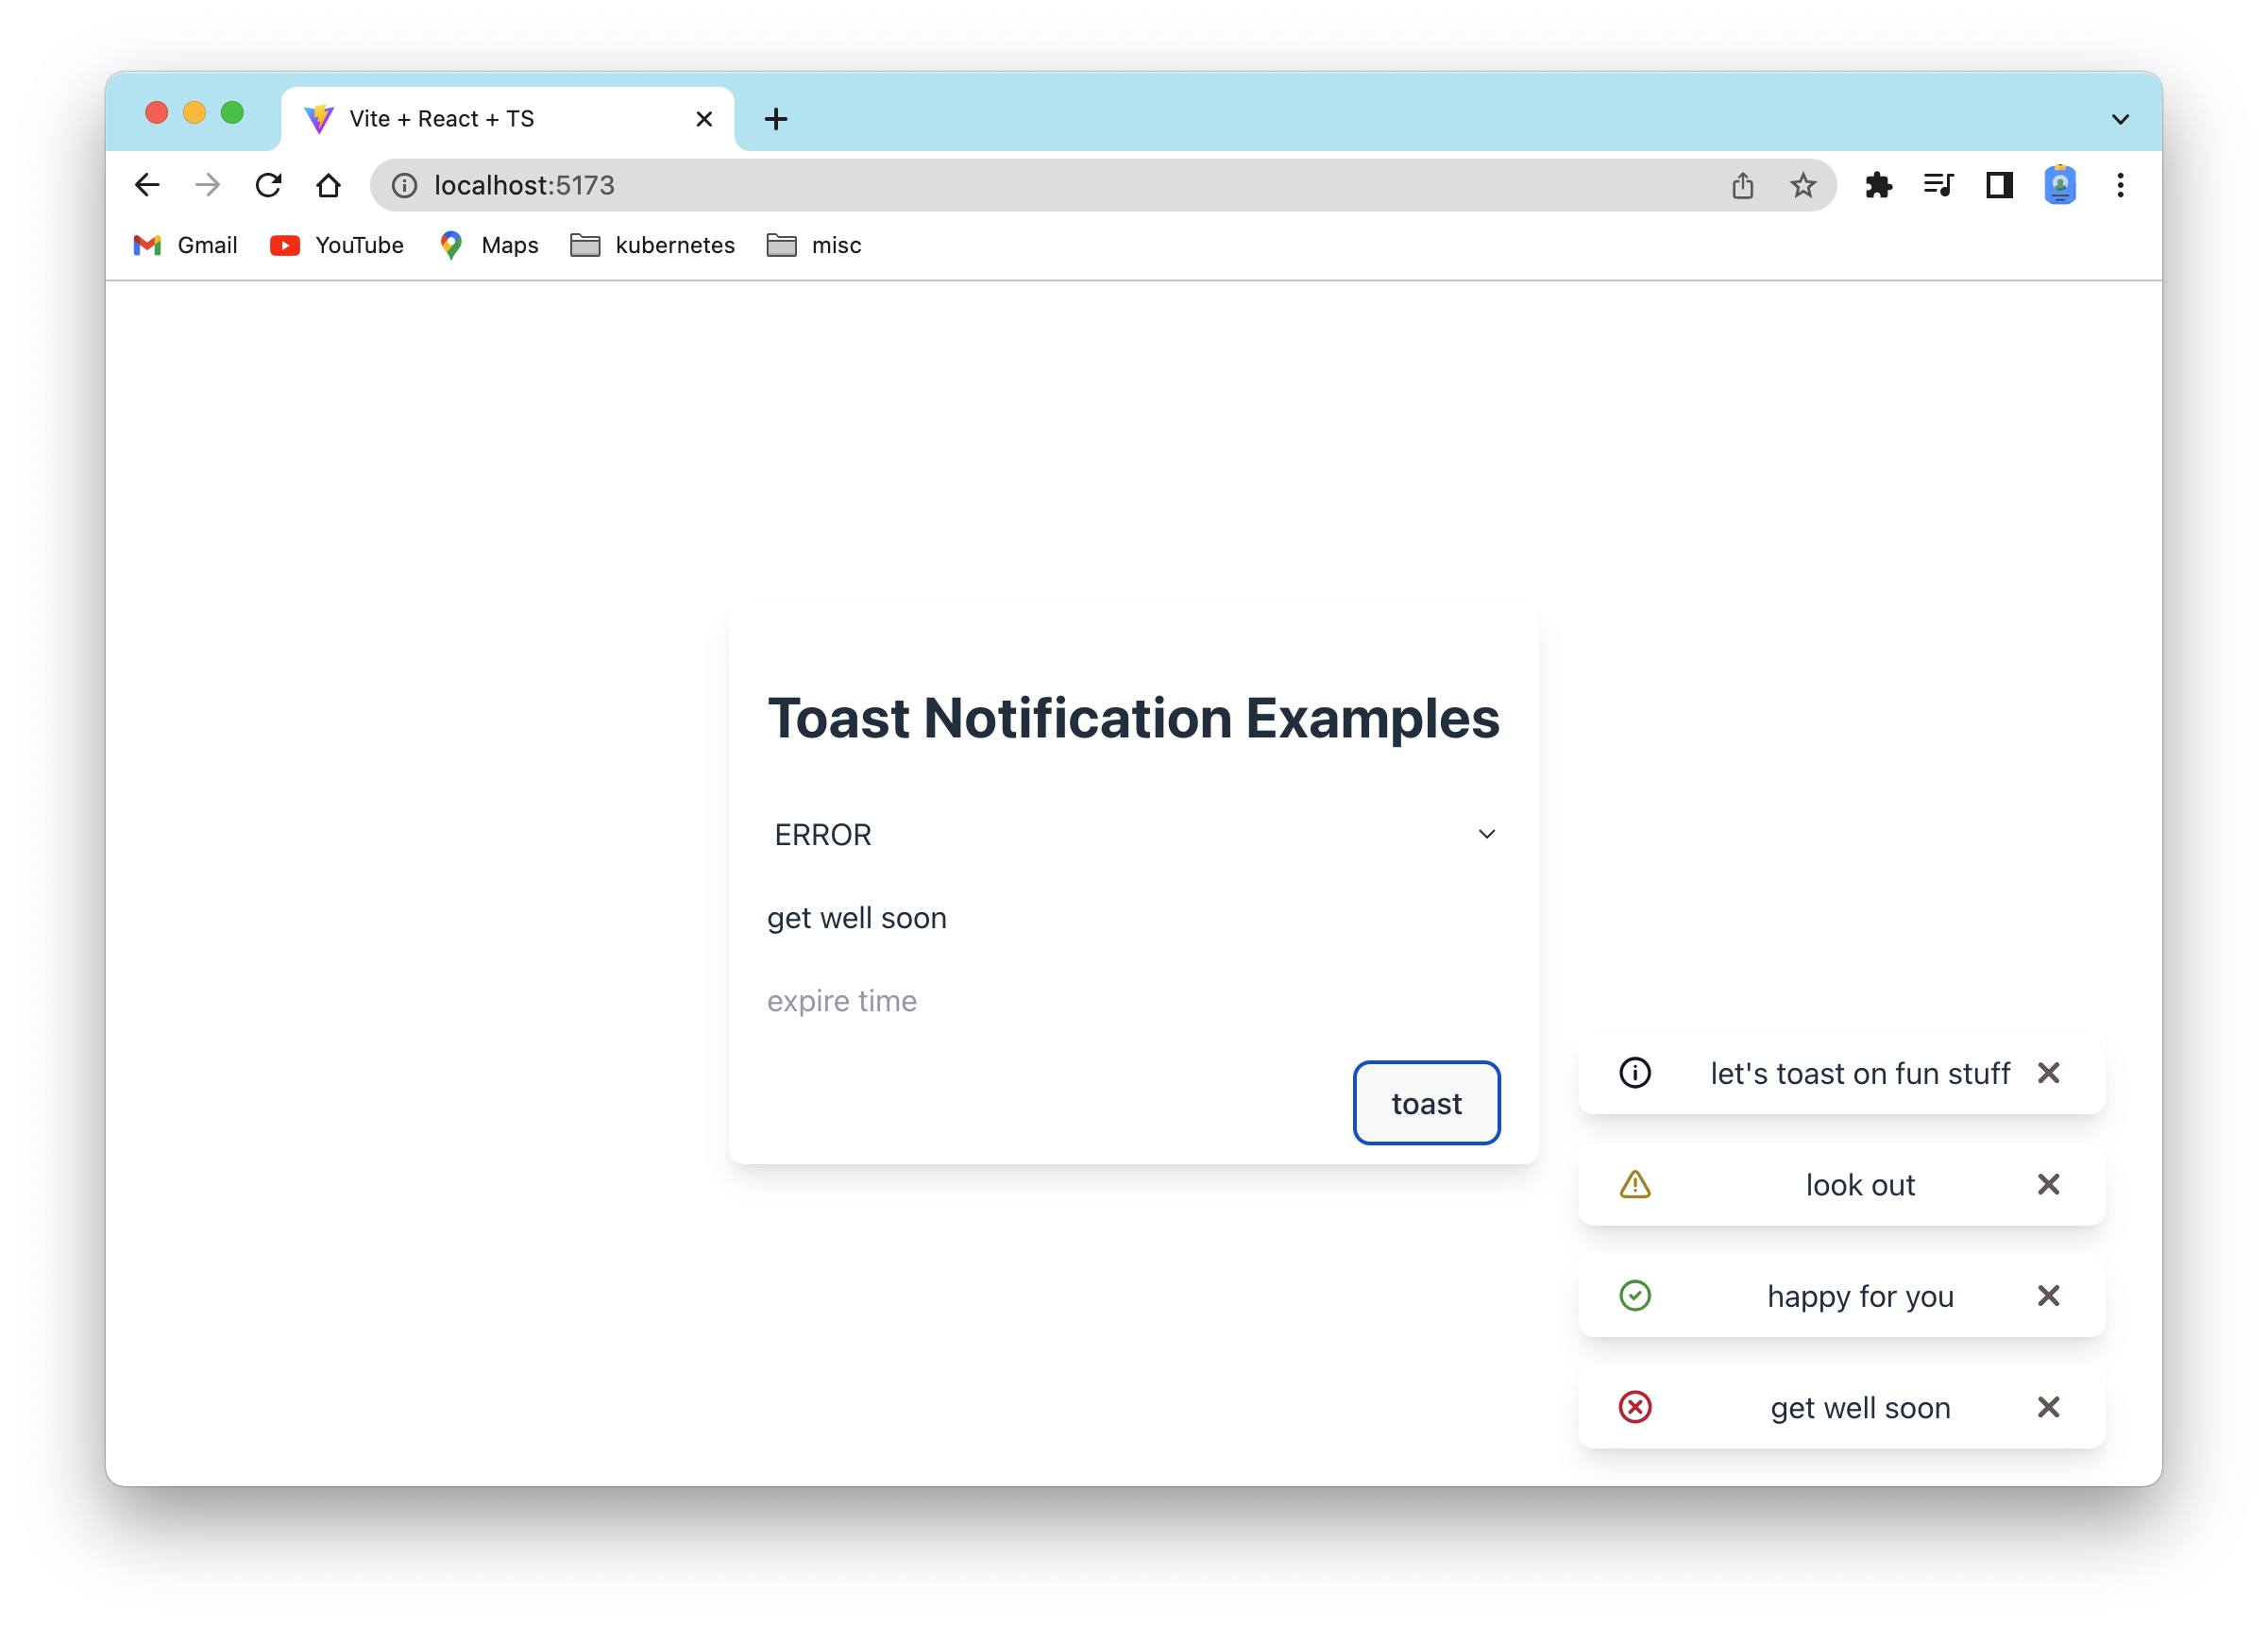 Vite + React + TS
localhost:5173
Gmail YouTube Maps kubernetes misc
Toast Notification Examples
ERROR
get well soon
expire time
toast
let's toast on fun stuff
look out
happy for you
get well soon